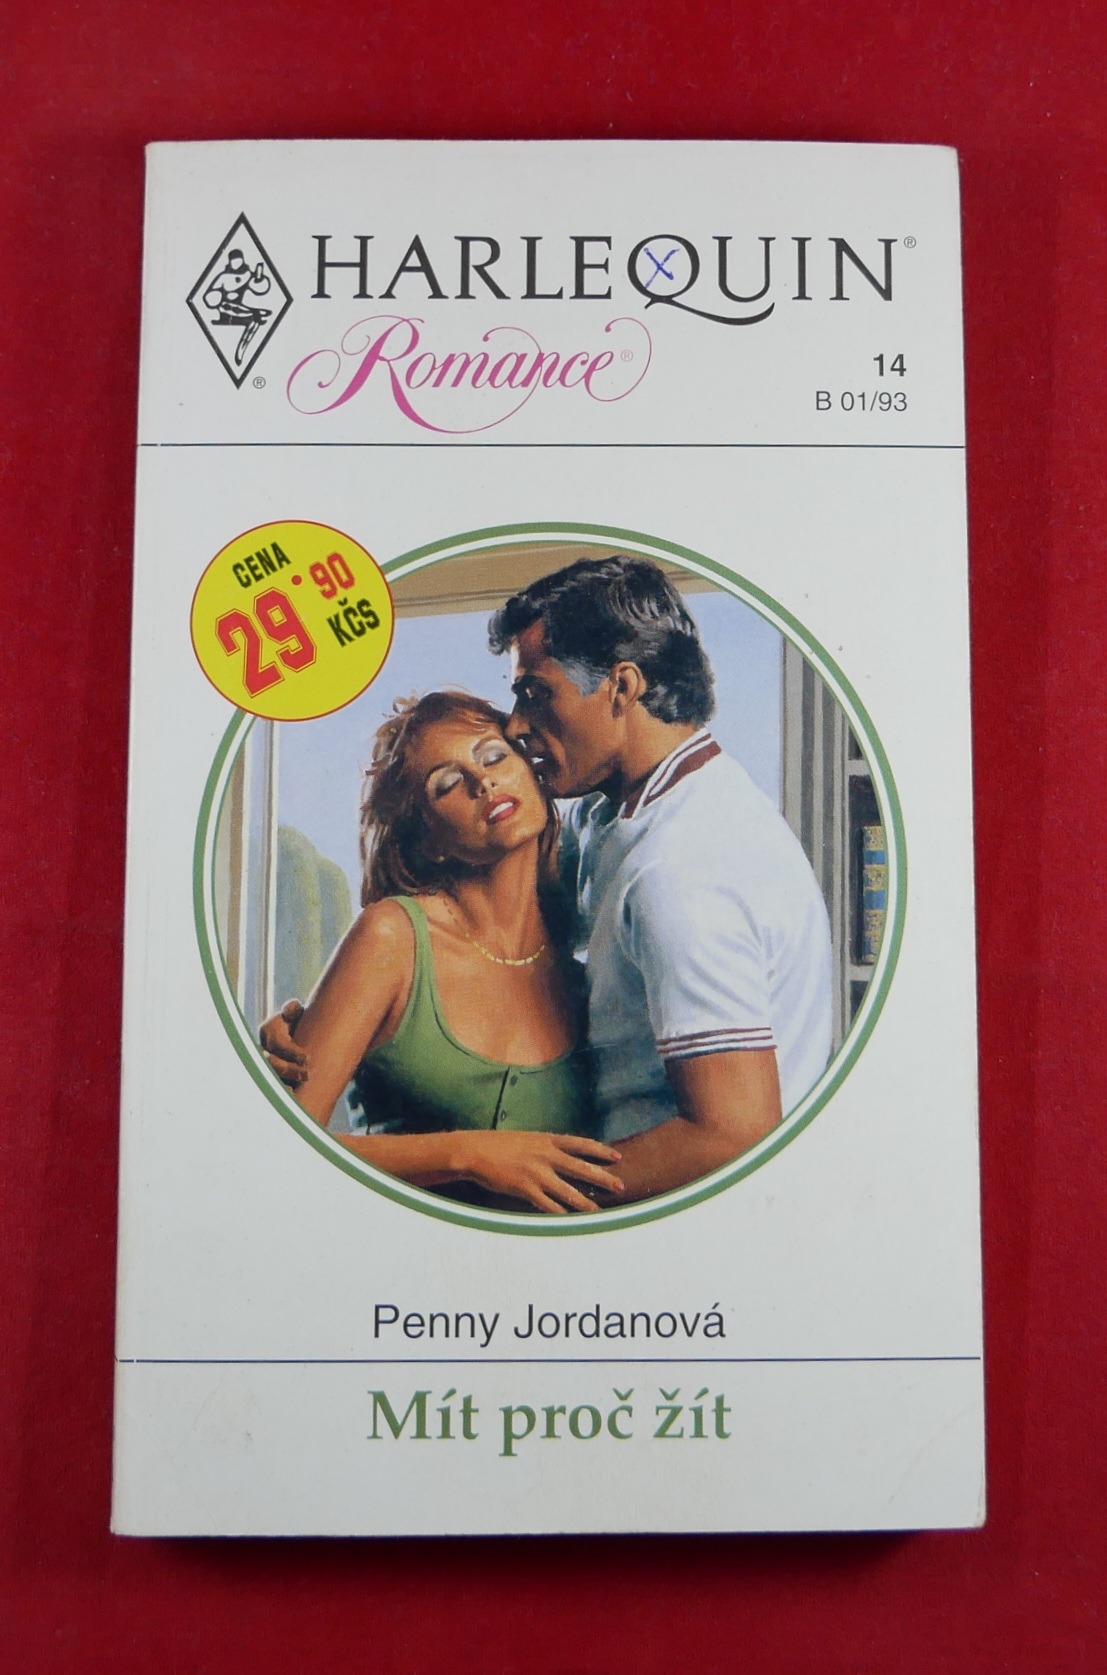 HARLEQUIN®
Romance®
®
14
B 01/93
CENA
29.90
KČS
Penny Jordanová
Mít proč žít